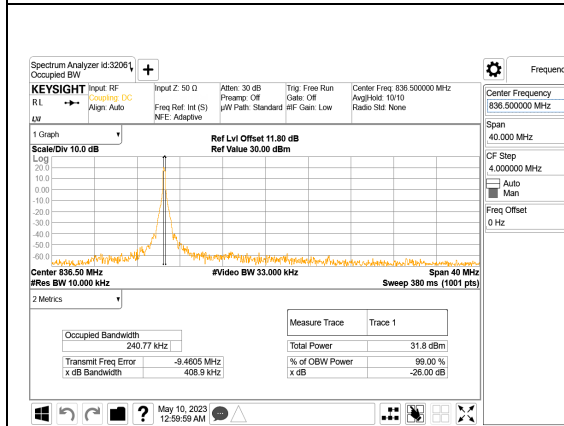 Spectrum Analyzer id:32061
Occupied BW
Frequen
KEYSIGHT Input: RF Input Z: 50 Ω Atten: 30 dB Trig: Free Run Center Freq: 836.500000 MHz
RL Coupling: DC Preamp: Off Gate: Off Avg|Hold: 10/10
Align: Auto Freq Ref: Int (S) µW Path: Standard #IF Gain: Low Radio Std: None
LXI NFE: Adaptive
Center Frequency
836.500000 MHz
Span
40.000 MHz
CF Step
4.000000 MHz
Auto
Man
Freq Offset
0 Hz
1 Graph
Ref Lvl Offset 11.80 dB
Scale/Div 10.0 dB Ref Value 30.00 dBm
Log
20.0
10.0
0.00
-10.0
-20.0
-30.0
-40.0
-50.0
-60.0
Center 836.50 MHz #Video BW 33.000 kHz Span 40 MHz
#Res BW 10.000 kHz Sweep 380 ms (1001 pts)
2 Metrics
Measure Trace Trace 1
Occupied Bandwidth
240.77 kHz
Total Power 31.8 dBm
Transmit Freq Error -9.4605 MHz % of OBW Power 99.00 %
x dB Bandwidth 408.9 kHz x dB -26.00 dB
? May 10, 2023
12:59:59 AM